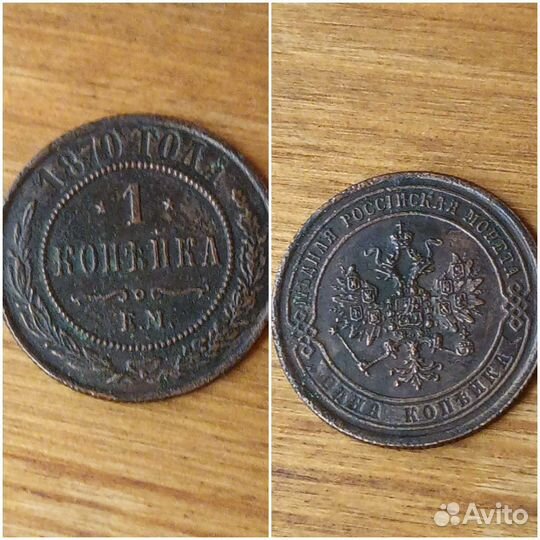 1870 ГОДА
1
КОПѢЙКА
Е.М.
МѢДНАЯ РОССІЙСКАЯ МОНЕТА
ОДНА КОПѢЙКА
Avito